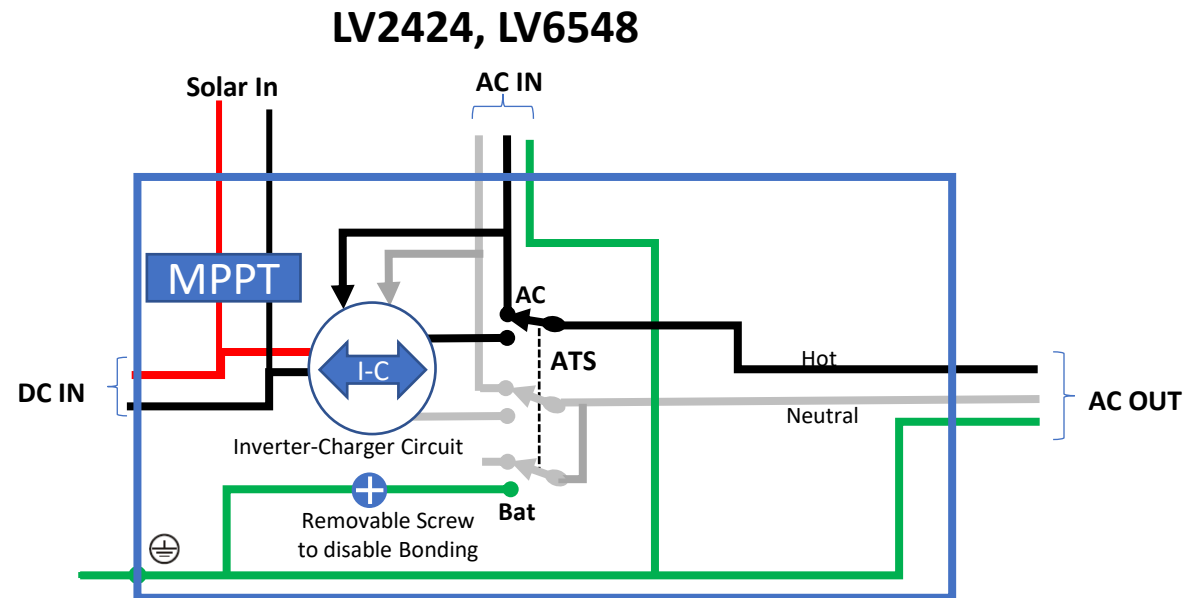 LV2424, LV6548
Solar In
AC IN
MPPT
AC
ATS
I-C
Hot
DC IN
AC OUT
Neutral
Inverter-Charger Circuit
Bat
Removable Screw
to disable Bonding